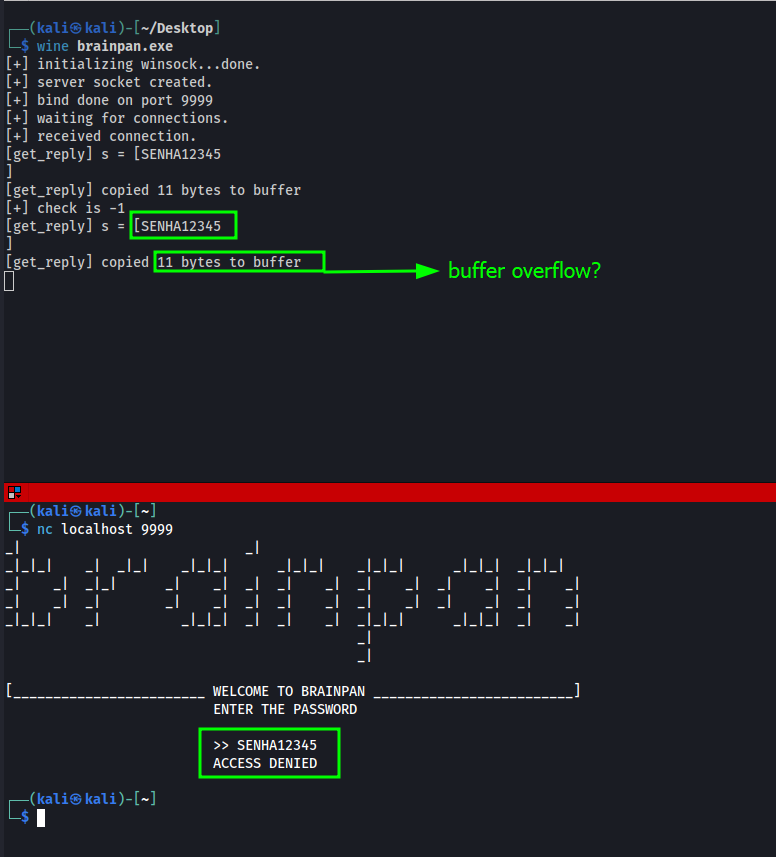 (kali㉿kali)-[~/Desktop]
$ wine brainpan.exe
[+] initializing winsock...done.
[+] server socket created.
[+] bind done on port 9999
[+] waiting for connections.
[+] received connection.
[get_reply] s = [SENHA12345
]
[get_reply] copied 11 bytes to buffer
[+] check is -1
[get_reply] s = [SENHA12345
]
[get_reply] copied 11 bytes to buffer
buffer overflow?
(kali㉿kali)-[~]
$ nc localhost 9999
brainpan
[________________________ WELCOME TO BRAINPAN _________________________]
ENTER THE PASSWORD
>> SENHA12345
ACCESS DENIED
(kali㉿kali)-[~]
$